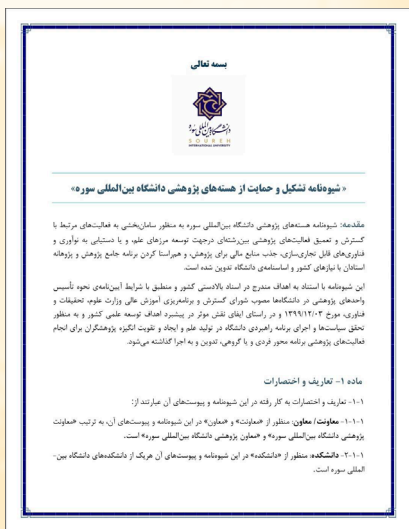 بسمه تعالی
دانشگاه بین‌المللی سوره
SOUREH
INTERNATIONAL UNIVERSITY
« شیوه‌نامه تشکیل و حمایت از هسته‌های پژوهشی دانشگاه بین‌المللی سوره»
مقدمه: شیوه‌نامه هسته‌های پژوهشی دانشگاه بین‌المللی سوره به منظور سامان‌بخشی به فعالیت‌های مرتبط با
گسترش و تعمیق فعالیت‌های پژوهشی بین‌رشته‌ای درجهت توسعه مرزهای علم، و یا دستیابی به نوآوری و
فناوری‌های قابل تجاری‌سازی، جذب منابع مالی برای پژوهش، و هم‌راستا کردن برنامه جامع پژوهش و پژوهانه
استادان با نیازهای کشور و اساسنامه‌ی دانشگاه تدوین شده است.
این شیوه‌نامه با استناد به اهداف مندرج در اسناد بالادستی کشور و منطبق با شرایط آیین‌نامه‌ی نحوه تأسیس
واحدهای پژوهشی در دانشگاه‌ها مصوب شورای گسترش و برنامه‌ریزی آموزش عالی وزارت علوم، تحقیقات و
فناوری، مورخ ۱۳۹۹/۱۲/۰۳ و در راستای ایفای نقش موثر در پیشبرد اهداف توسعه علمی کشور و به منظور
تحقق سیاست‌ها و اجرای برنامه راهبردی دانشگاه در تولید علم و ایجاد و تقویت انگیزه پژوهشگران برای انجام
فعالیت‌های پژوهشی برنامه محور فردی و یا گروهی، تدوین و به اجرا گذاشته می‌شود.
ماده ۱- تعاریف و اختصارات
۱-۱- تعاریف و اختصارات به کار رفته در این شیوه‌نامه و پیوست‌های آن عبارتند از:
۱-۱-۱- معاونت/ معاون: منظور از «معاونت» و «معاون» در این شیوه‌نامه و پیوست‌های آن، به ترتیب «معاونت
پژوهشی دانشگاه بین‌المللی سوره» و «معاون پژوهشی دانشگاه بین‌المللی سوره» است.
۲-۱-۱- دانشکده: منظور از «دانشکده» در این شیوه‌نامه و پیوست‌های آن هریک از دانشکده‌های دانشگاه بین-
المللی سوره است.